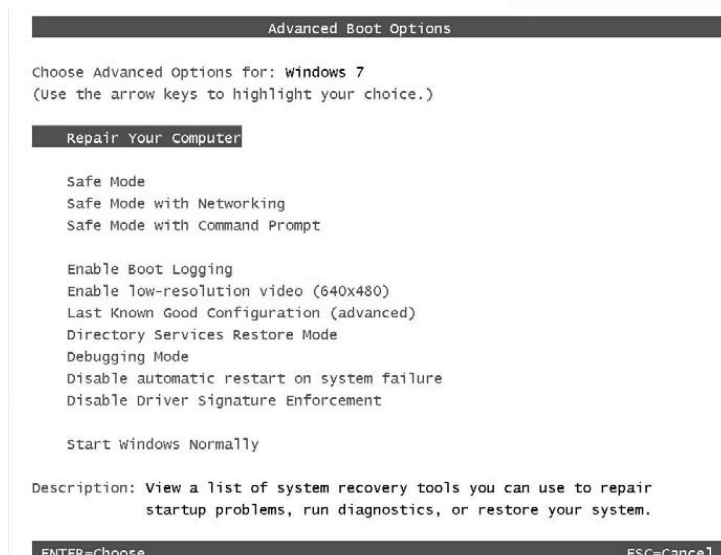 Advanced Boot Options
Choose Advanced Options for: Windows 7
(Use the arrow keys to highlight your choice.)
Repair Your Computer
Safe Mode
Safe Mode with Networking
Safe Mode with Command Prompt
Enable Boot Logging
Enable low-resolution video (640x480)
Last Known Good Configuration (advanced)
Directory Services Restore Mode
Debugging Mode
Disable automatic restart on system failure
Disable Driver Signature Enforcement
Start Windows Normally
Description: View a list of system recovery tools you can use to repair
startup problems, run diagnostics, or restore your system.
ENTER=Choose ESC=Cancel